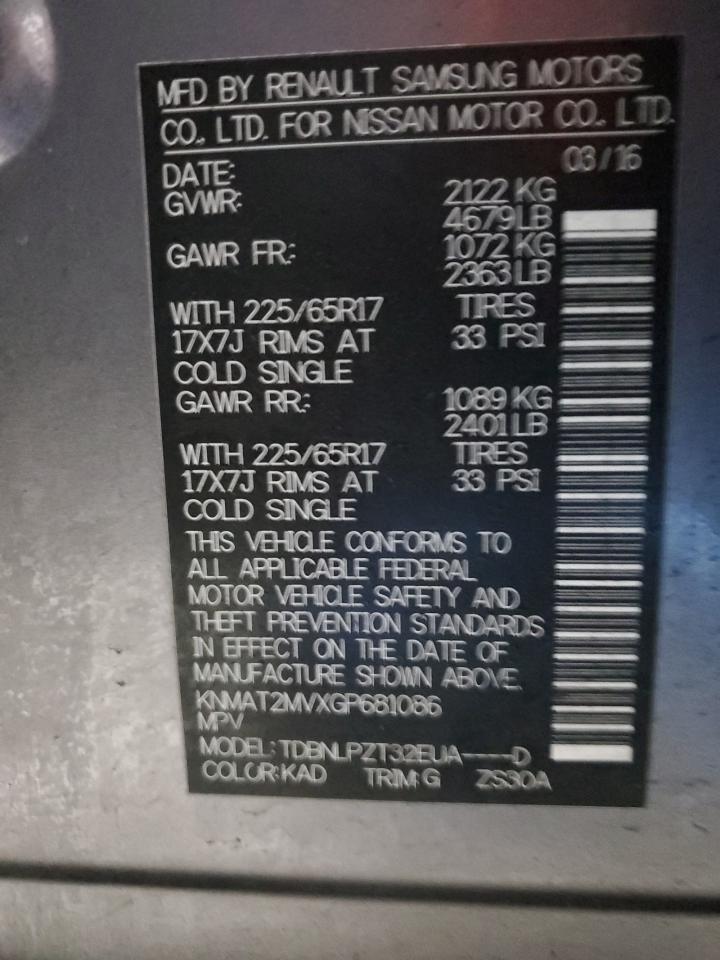 MFD BY RENAULT SAMSUNG MOTORS
CO., LTD. FOR NISSAN MOTOR CO., LTD.
DATE: 03/16
GVWR: 2122 KG
4679 LB
GAWR FR.: 1072 KG
2363 LB
WITH 225/65R17 TIRES
17X7J RIMS AT 33 PSI
COLD SINGLE
GAWR RR.: 1089 KG
2401 LB
WITH 225/65R17 TIRES
17X7J RIMS AT 33 PSI
COLD SINGLE
THIS VEHICLE CONFORMS TO
ALL APPLICABLE FEDERAL
MOTOR VEHICLE SAFETY AND
THEFT PREVENTION STANDARDS
IN EFFECT ON THE DATE OF
MANUFACTURE SHOWN ABOVE.
KNMAT2MVXGP681086
MPV
MODEL: TDBNLPZT32EUA----D
COLOR:KAD TRIM:G ZS30A